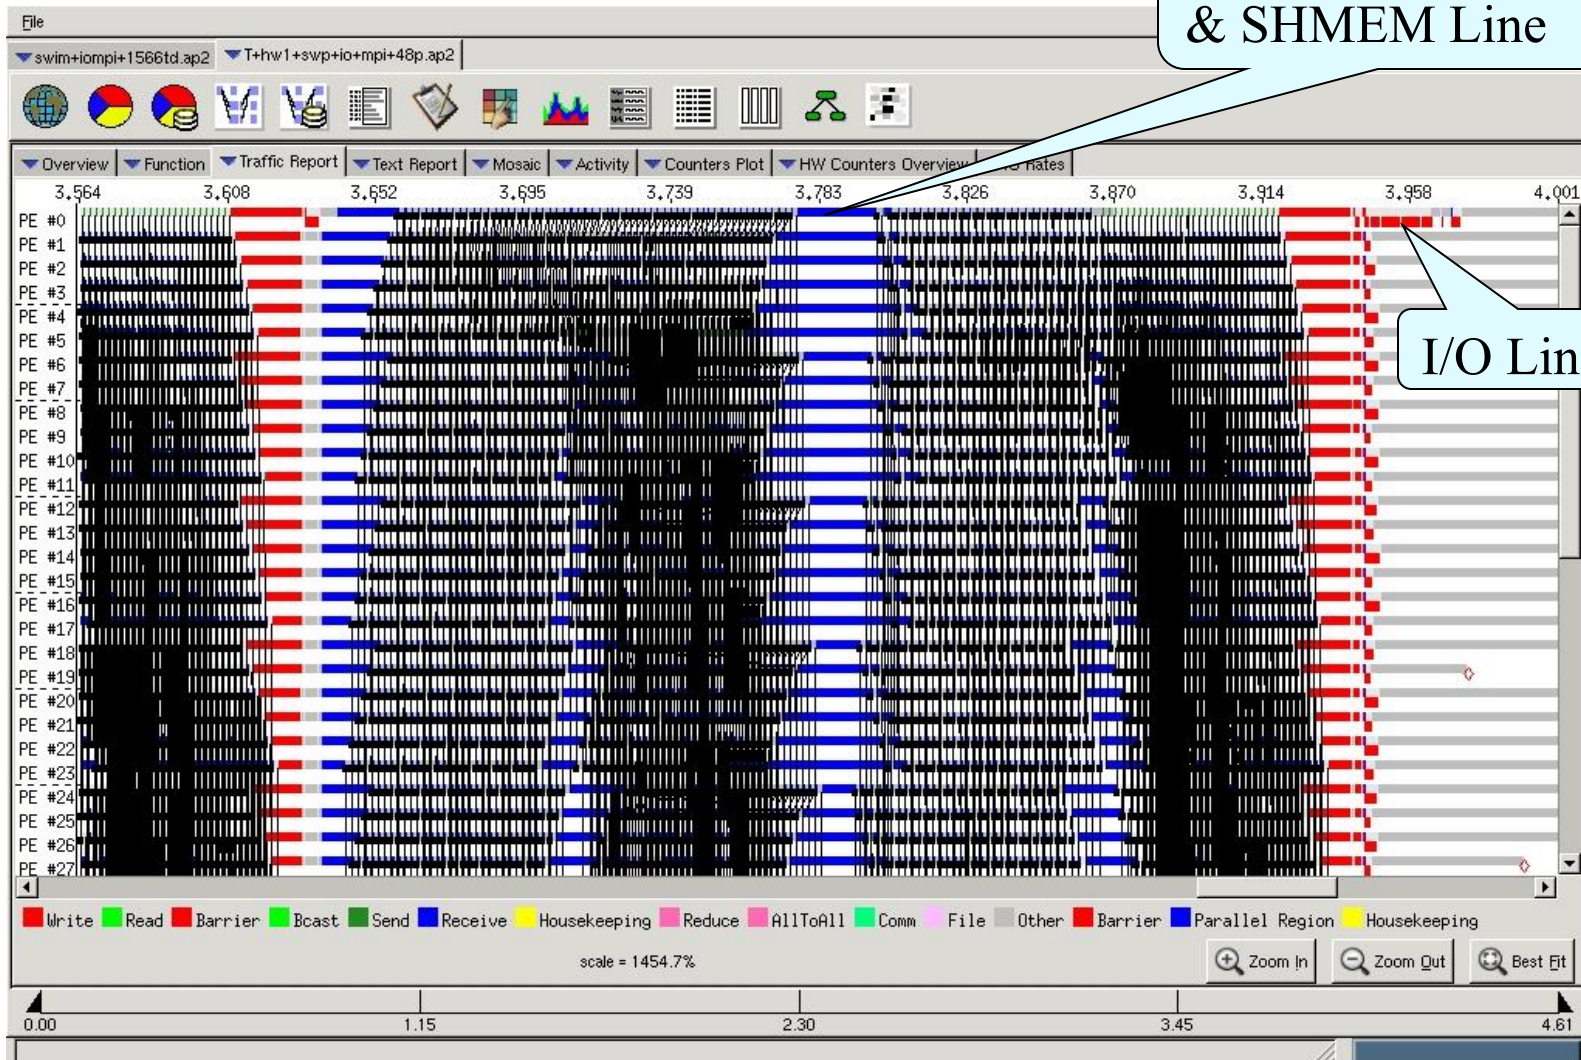 & SHMEM Line
File
swim+iompi+1566td.ap2 T+hw1+swp+io+mpi+48p.ap2
Overview Function Traffic Report Text Report Mosaic Activity Counters Plot HW Counters Overview Rates
3.564 3.608 3.652 3.695 3.739 3.783 3.826 3.870 3.914 3.958 4.001
PE #0
PE #1
PE #2
PE #3
PE #4
PE #5
PE #6
PE #7
PE #8
PE #9
PE #10
PE #11
PE #12
PE #13
PE #14
PE #15
PE #16
PE #17
PE #18
PE #19
PE #20
PE #21
PE #22
PE #23
PE #24
PE #25
PE #26
PE #27
I/O Lin
Write Read Barrier Bcast Send Receive Housekeeping Reduce AllToAll Comm File Other Barrier Parallel Region Housekeeping
scale = 1454.7%
Zoom In Zoom Out Best Fit
0.00 1.15 2.30 3.45 4.61